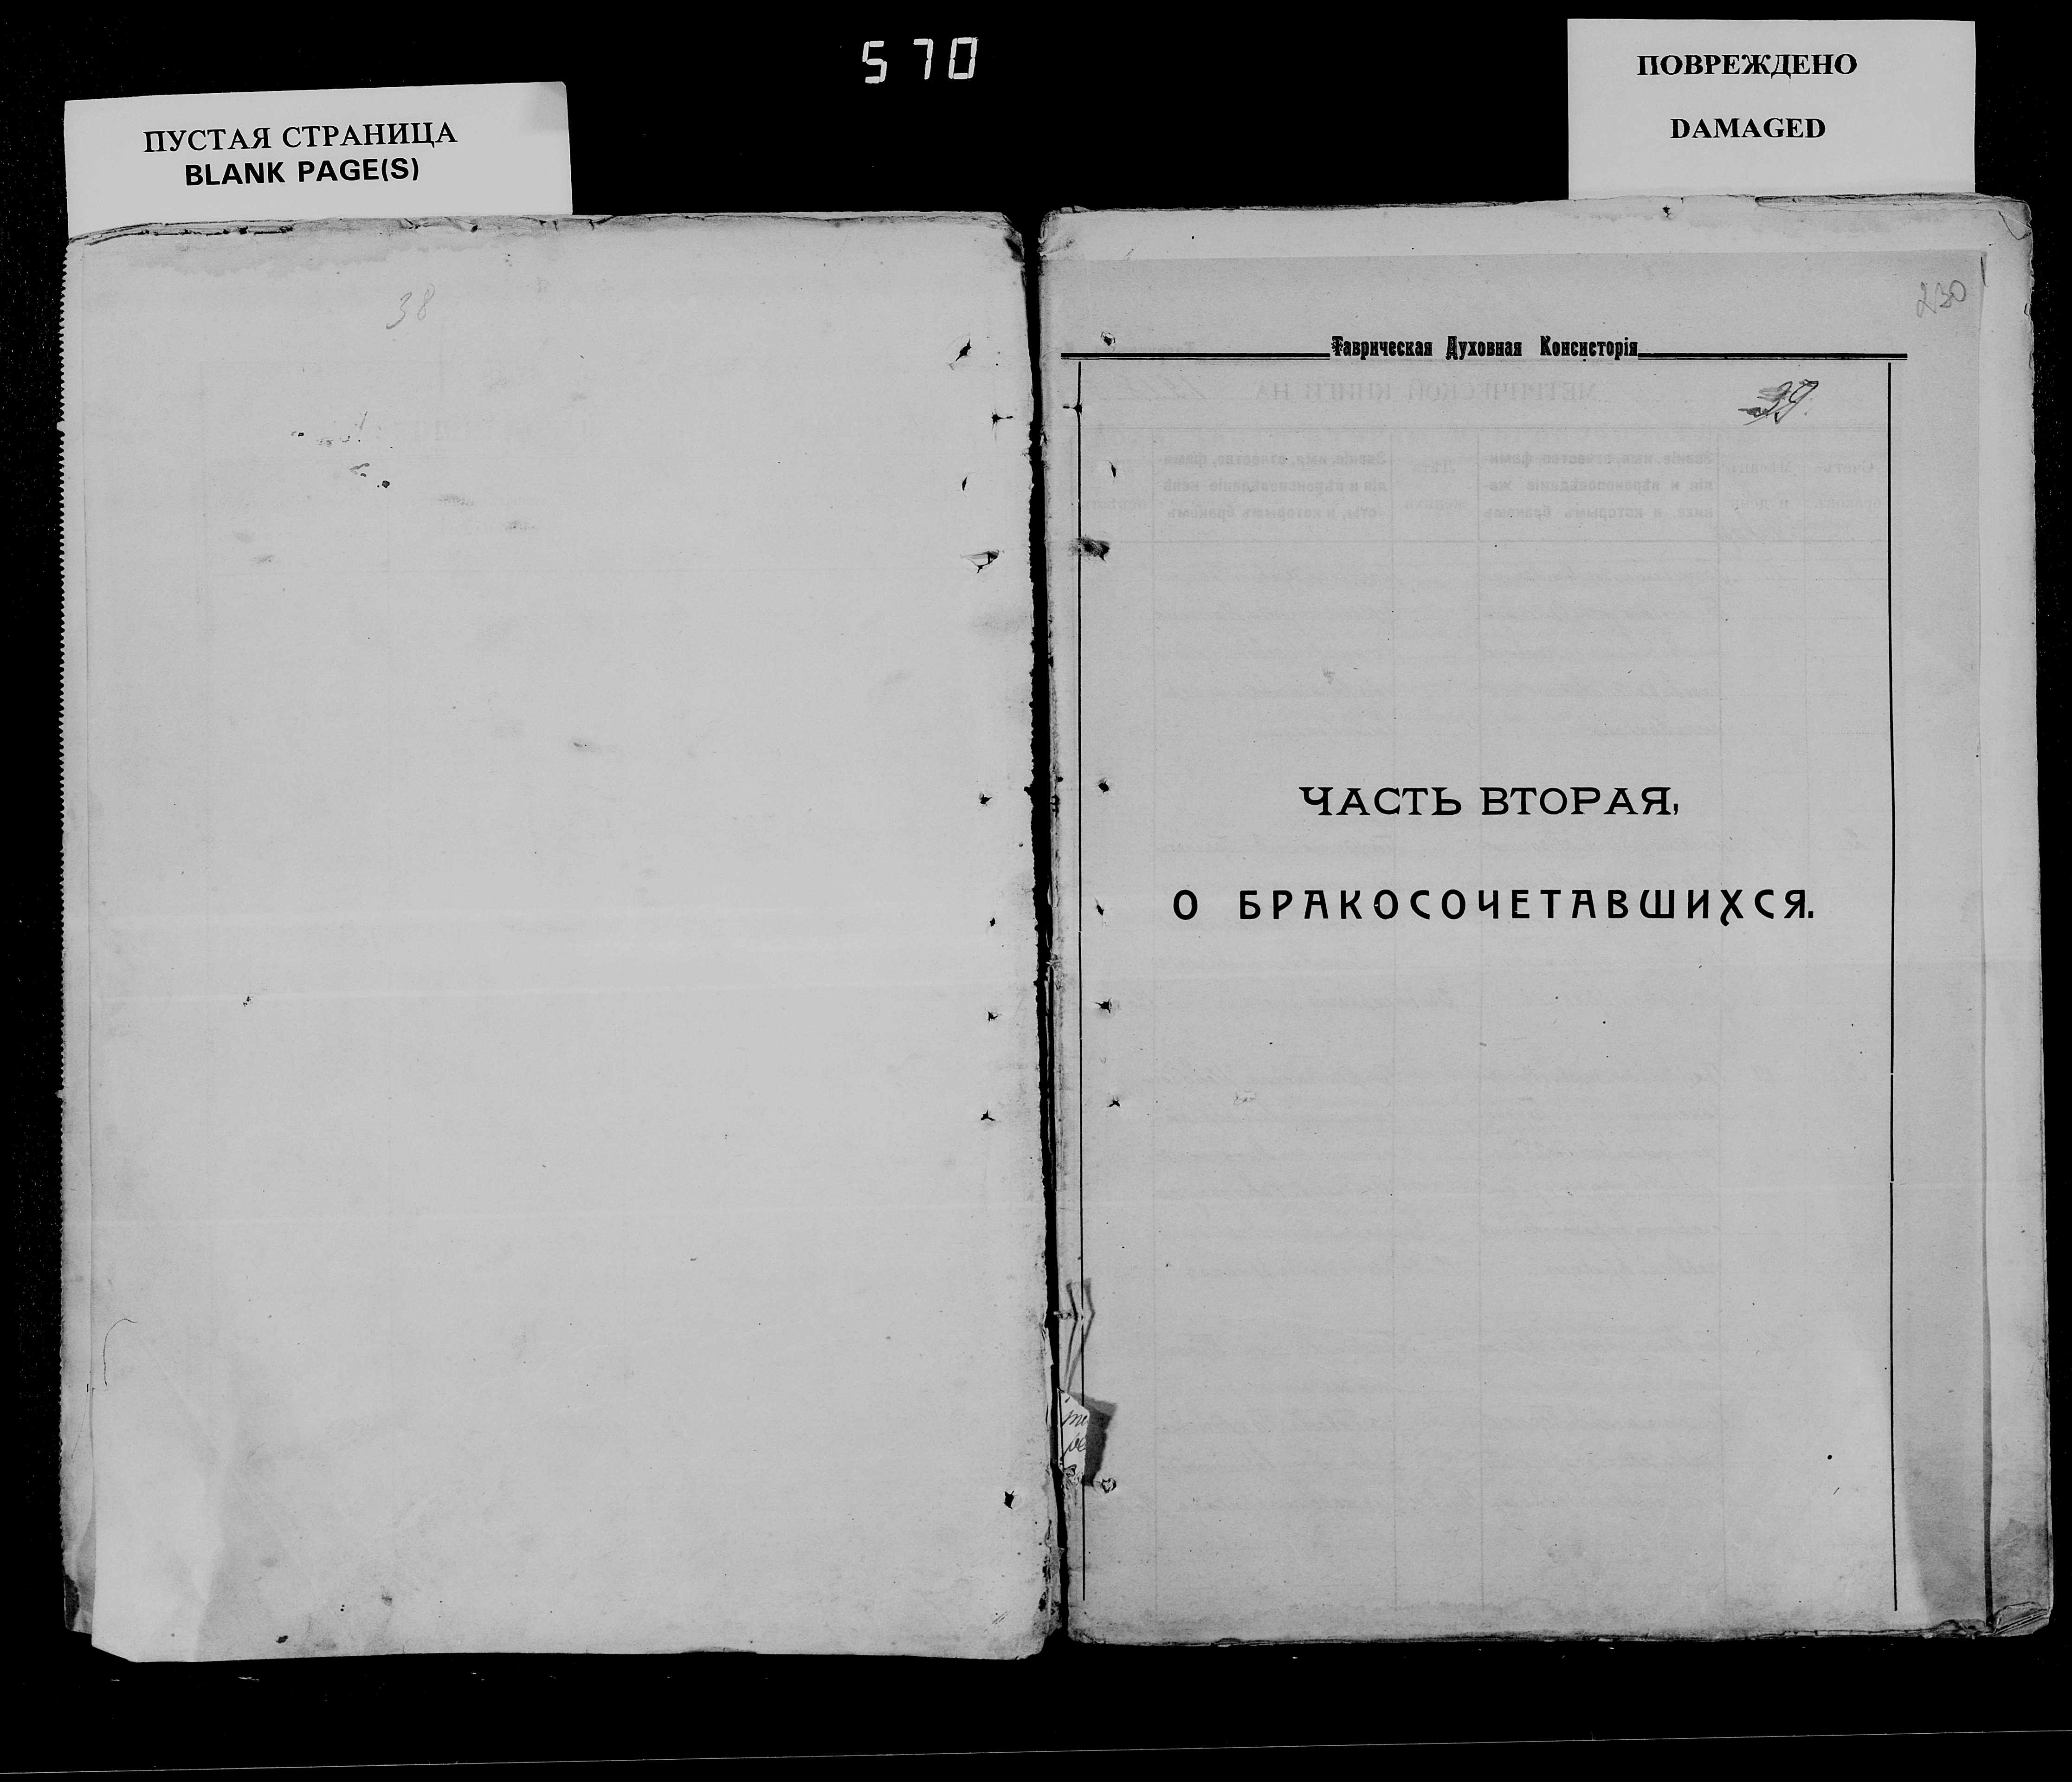 570
ПУСТАЯ СТРАНИЦА
BLANK PAGE(S)
ПОВРЕЖДЕНО
DAMAGED
38
230
Таврическая Духовная Консисторія
39.
ЧАСТЬ ВТОРАЯ,
О БРАКОСОЧЕТАВШИХСЯ.